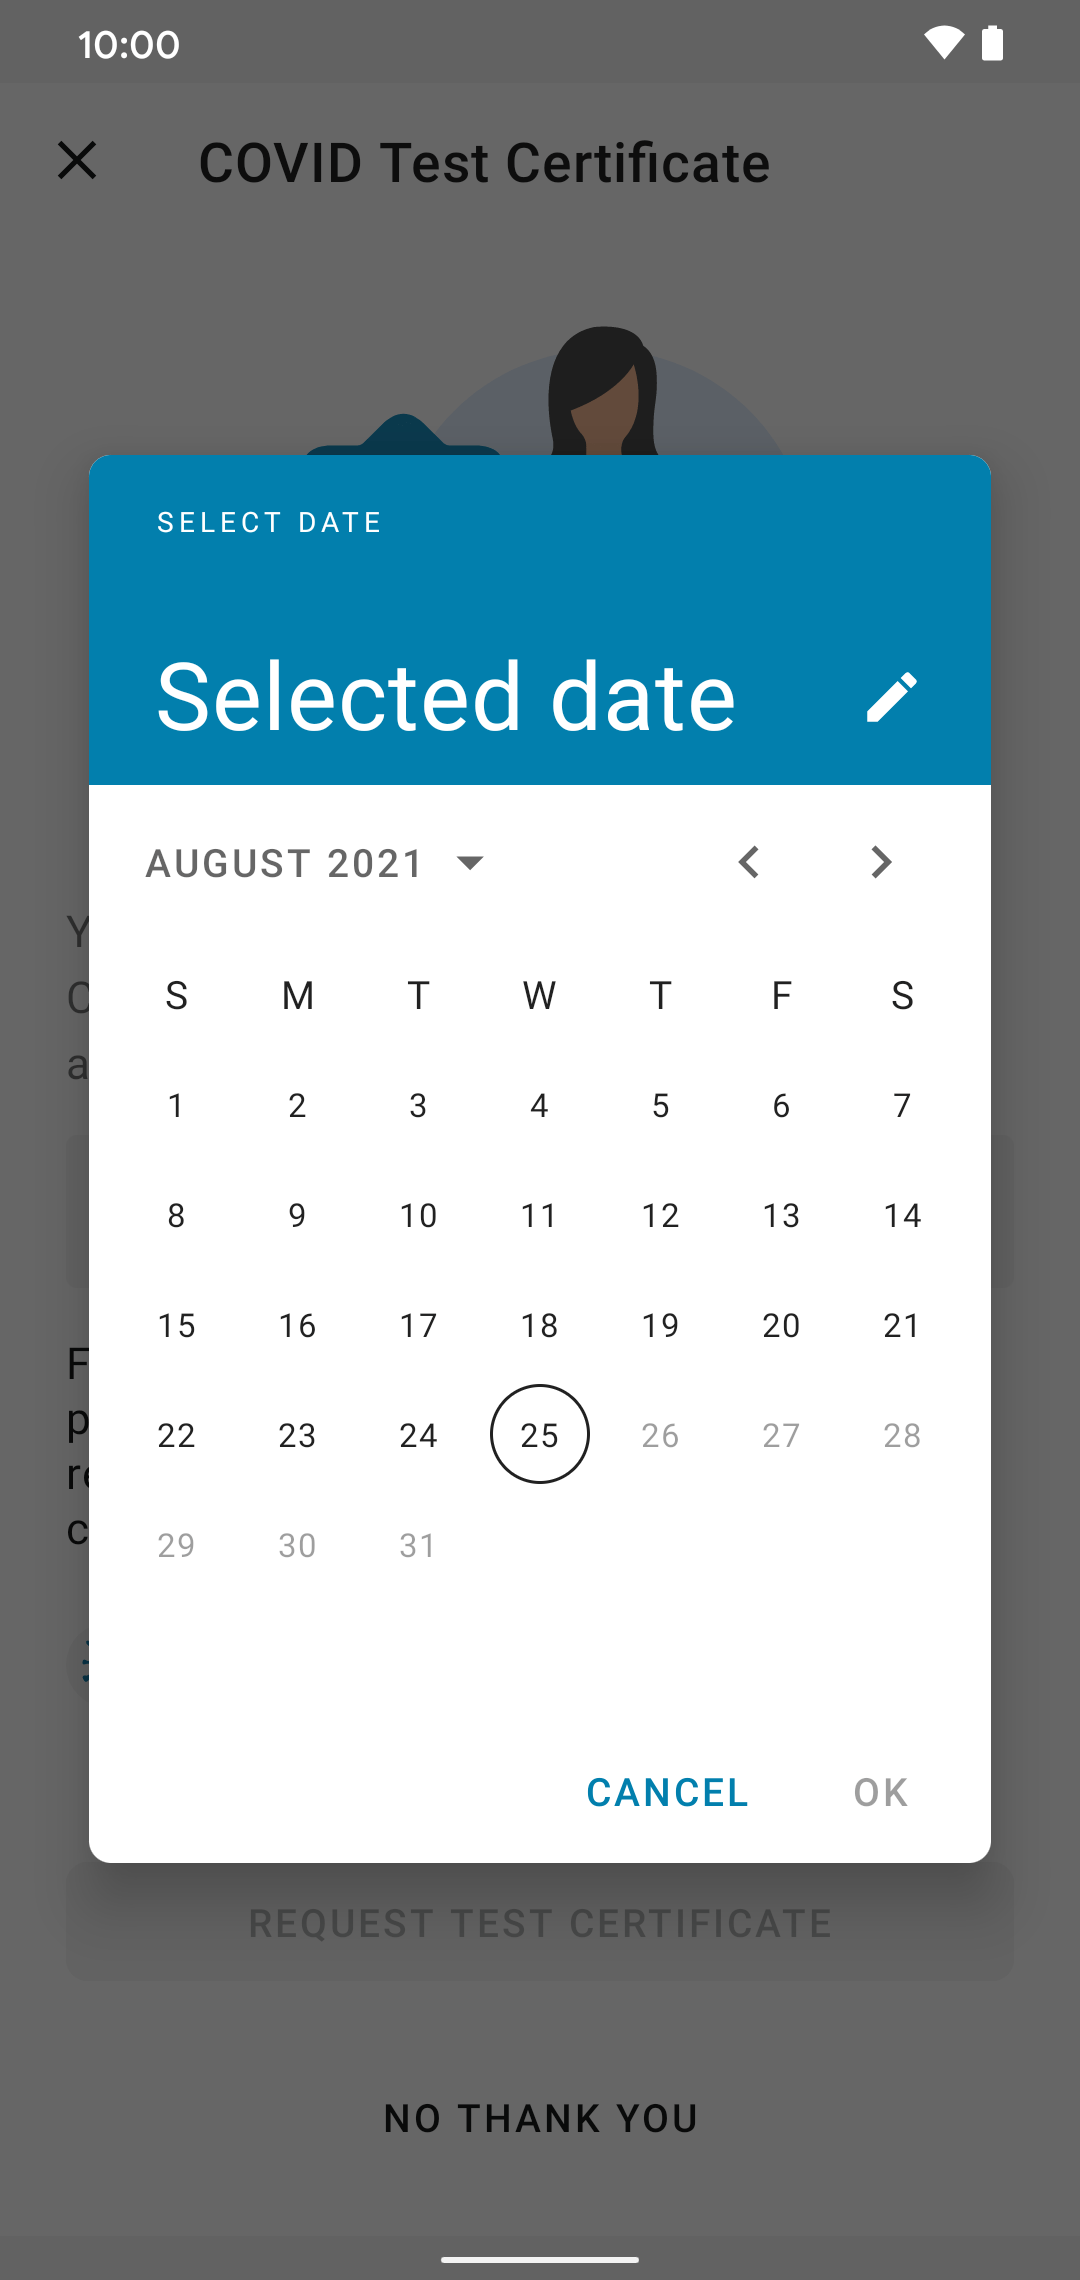 10:00
COVID Test Certificate
SELECT DATE
Selected date
AUGUST 2021
S M T W T F S
1 2 3 4 5 6 7
8 9 10 11 12 13 14
15 16 17 18 19 20 21
22 23 24 25 26 27 28
29 30 31
CANCEL OK
REQUEST TEST CERTIFICATE
NO THANK YOU